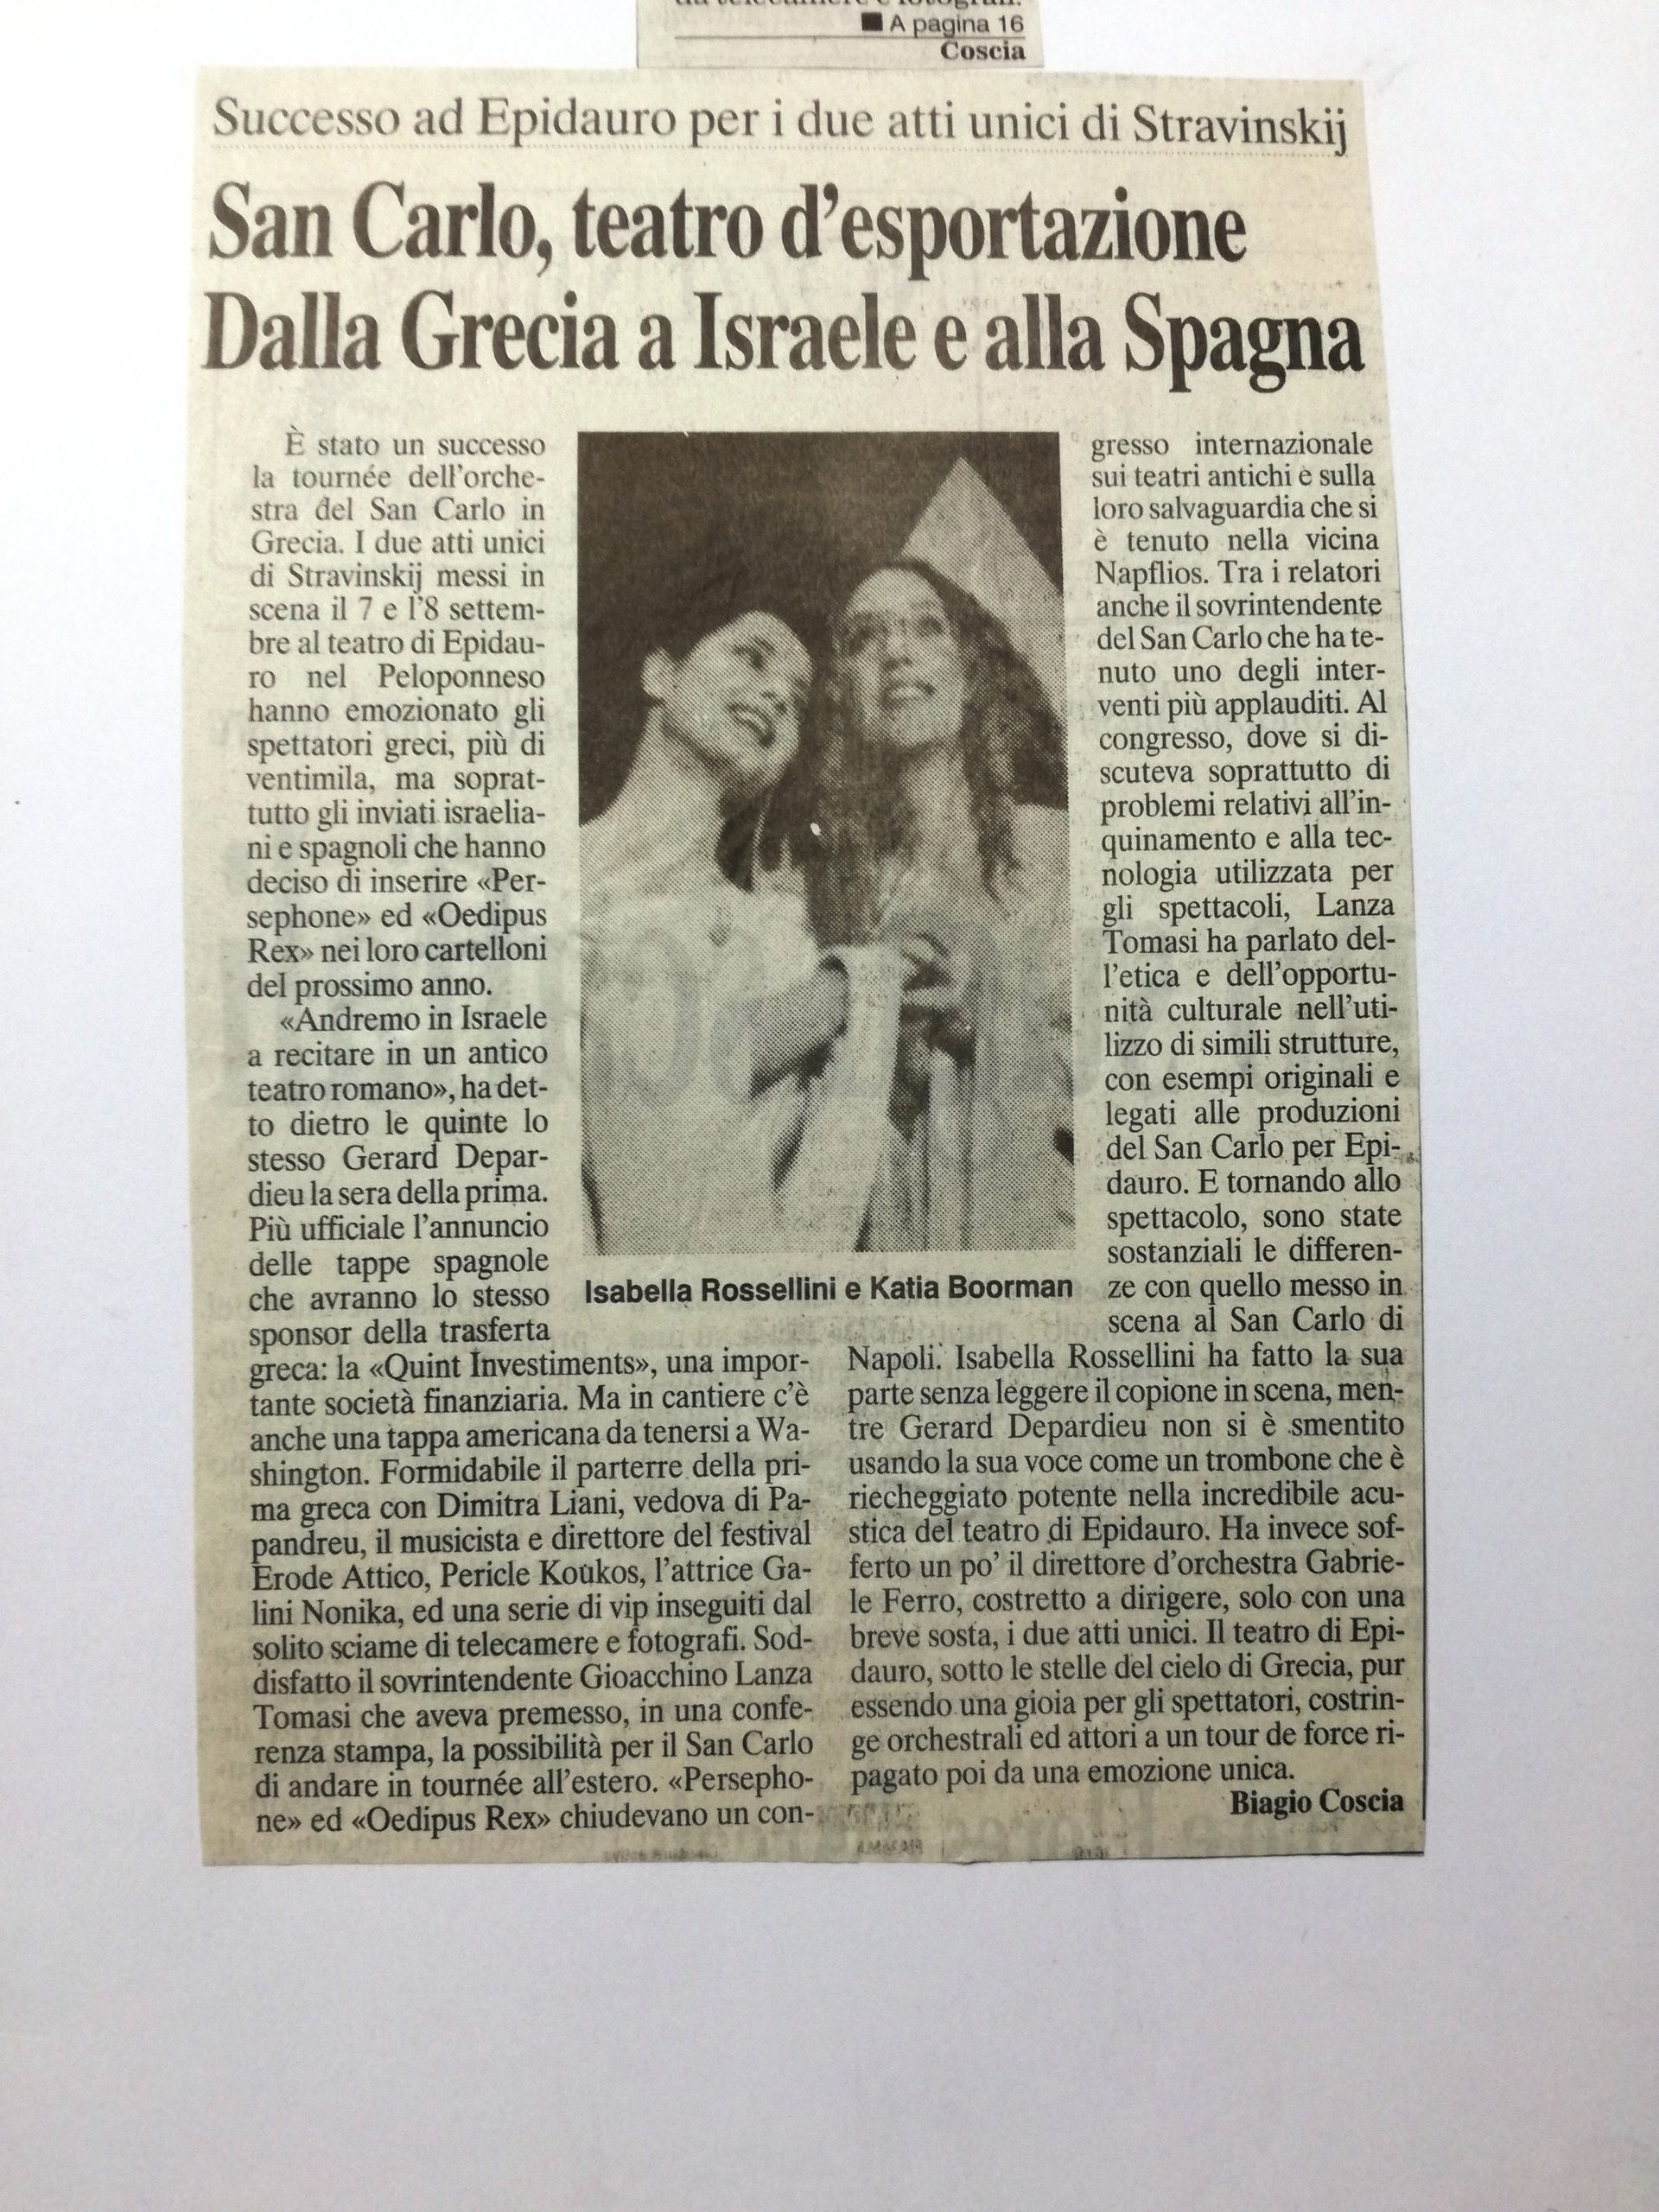 ■ A pagina 16
Coscia
Successo ad Epidauro per i due atti unici di Stravinskij
San Carlo, teatro d'esportazione
Dalla Grecia a Israele e alla Spagna
È stato un successo
la tournée dell'orche-
stra del San Carlo in
Grecia. I due atti unici
di Stravinskij messi in
scena il 7 e l'8 settem-
bre al teatro di Epidau-
ro nel Peloponneso
hanno emozionato gli
spettatori greci, più di
ventimila, ma soprat-
tutto gli inviati israelia-
ni e spagnoli che hanno
deciso di inserire «Per-
sephone» ed «Oedipus
Rex» nei loro cartelloni
del prossimo anno.
«Andremo in Israele
a recitare in un antico
teatro romano», ha det-
to dietro le quinte lo
stesso Gerard Depar-
dieu la sera della prima.
Più ufficiale l'annuncio
delle tappe spagnole
che avranno lo stesso
sponsor della trasferta
greca: la «Quint Investiments», una impor-
tante società finanziaria. Ma in cantiere c'è
anche una tappa americana da tenersi a Wa-
shington. Formidabile il parterre della pri-
ma greca con Dimitra Liani, vedova di Pa-
pandreu, il musicista e direttore del festival
Erode Attico, Pericle Koukos, l'attrice Ga-
lini Nonika, ed una serie di vip inseguiti dal
solito sciame di telecamere e fotografi. Sod-
disfatto il sovrintendente Gioacchino Lanza
Tomasi che aveva premesso, in una confe-
renza stampa, la possibilità per il San Carlo
di andare in tournée all'estero. «Persepho-
ne» ed «Oedipus Rex» chiudevano un con-
Isabella Rossellini e Katia Boorman
gresso internazionale
sui teatri antichi e sulla
loro salvaguardia che si
è tenuto nella vicina
Napflios. Tra i relatori
anche il sovrintendente
del San Carlo che ha te-
nuto uno degli inter-
venti più applauditi. Al
congresso, dove si di-
scuteva soprattutto di
problemi relativi all'in-
quinamento e alla tec-
nologia utilizzata per
gli spettacoli, Lanza
Tomasi ha parlato del-
l'etica e dell'opportu-
nità culturale nell'uti-
lizzo di simili strutture,
con esempi originali e
legati alle produzioni
del San Carlo per Epi-
dauro. E tornando allo
spettacolo, sono state
sostanziali le differen-
ze con quello messo in
scena al San Carlo di
Napoli. Isabella Rossellini ha fatto la sua
parte senza leggere il copione in scena, men-
tre Gerard Depardieu non si è smentito
usando la sua voce come un trombone che è
riecheggiato potente nella incredibile acu-
stica del teatro di Epidauro. Ha invece sof-
ferto un po' il direttore d'orchestra Gabrie-
le Ferro, costretto a dirigere, solo con una
breve sosta, i due atti unici. Il teatro di Epi-
dauro, sotto le stelle del cielo di Grecia, pur
essendo una gioia per gli spettatori, costrin-
ge orchestrali ed attori a un tour de force ri-
pagato poi da una emozione unica.
Biagio Coscia